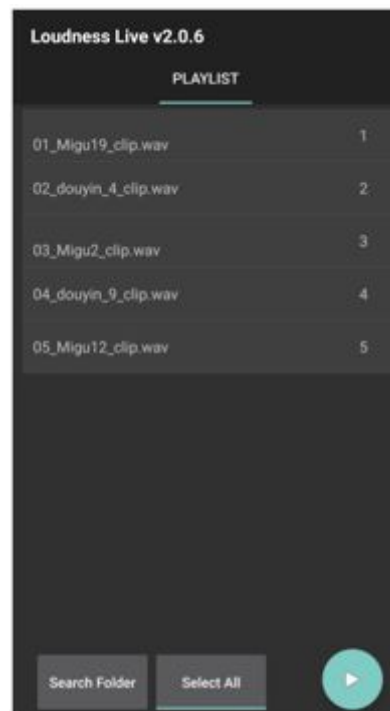 Loudness Live v2.0.6
PLAYLIST
01_Migu19_clip.wav 1
02_douyin_4_clip.wav 2
03_Migu2_clip.wav 3
04_douyin_9_clip.wav 4
05_Migu12_clip.wav 5
Search Folder Select All